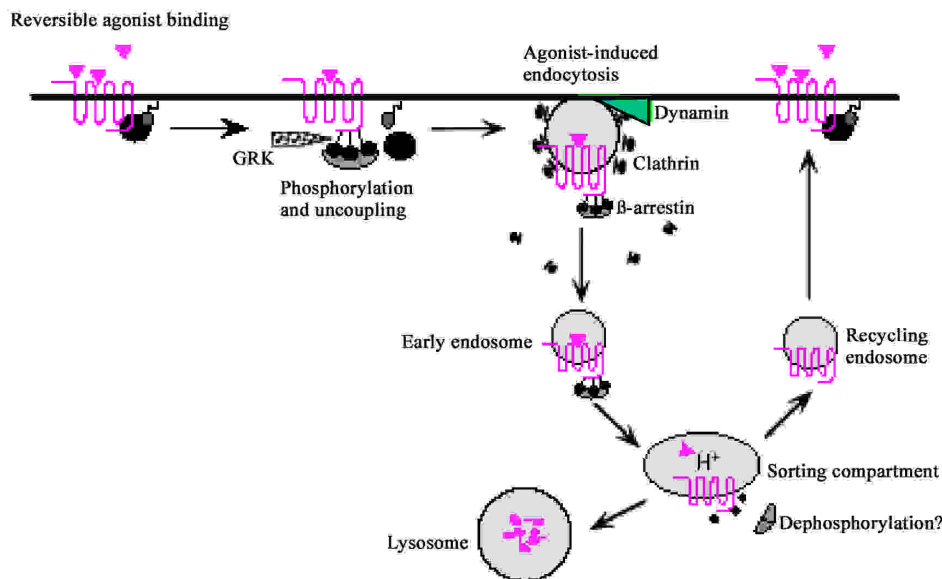 Reversible agonist binding
Agonist-induced
endocytosis
Dynamin
GRK
Clathrin
Phosphorylation
and uncoupling
ß-arrestin
Early endosome
Recycling
endosome
H+
Sorting compartment
Dephosphorylation?
Lysosome